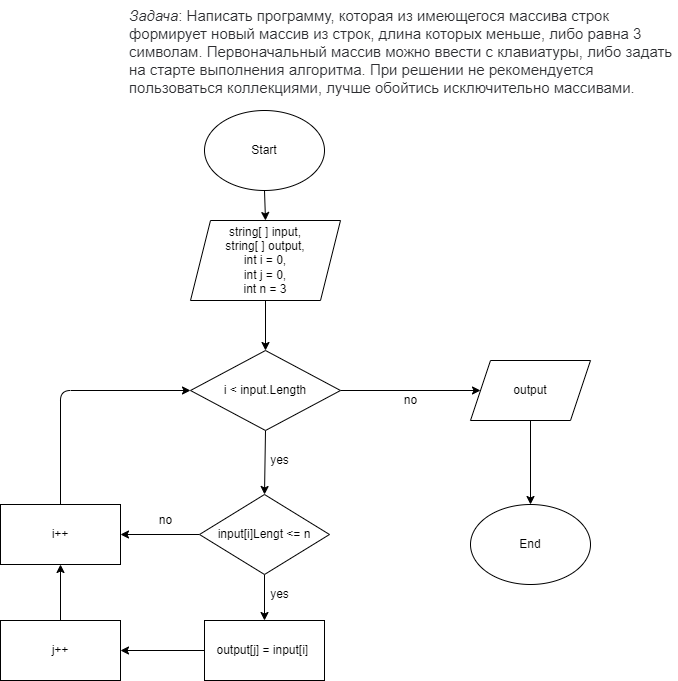 Задача: Написать программу, которая из имеющегося массива строк
формирует новый массив из строк, длина которых меньше, либо равна 3
символам. Первоначальный массив можно ввести с клавиатуры, либо задать
на старте выполнения алгоритма. При решении не рекомендуется
пользоваться коллекциями, лучше обойтись исключительно массивами.
Start
string[ ] input,
string[ ] output,
int i = 0,
int j = 0,
int n = 3
i < input.Length
no
output
yes
End
input[i]Lengt <= n
no
i++
yes
output[j] = input[i]
j++